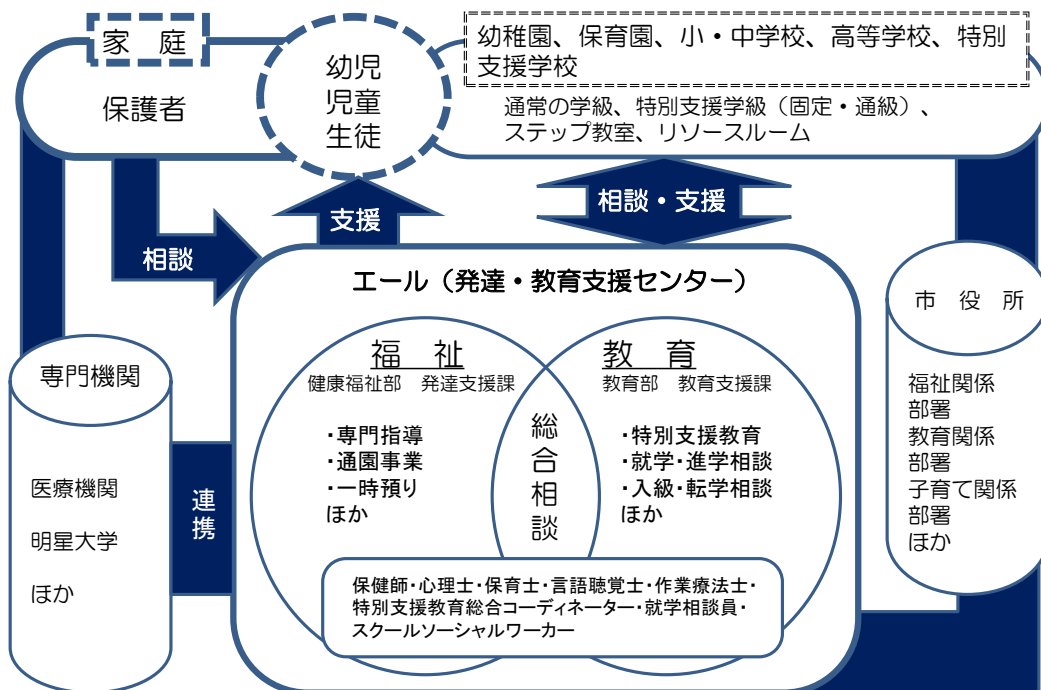 家　庭
保護者
幼児
児童
生徒
幼稚園、保育園、小・中学校、高等学校、特別
支援学校
通常の学級、特別支援学級（固定・通級）、
ステップ教室、リソースルーム
相談
支援
相談・支援
エール（発達・教育支援センター）
福　祉
健康福祉部　発達支援課
・専門指導
・通園事業
・一時預り
ほか
総
合
相
談
教　育
教育部　教育支援課
・特別支援教育
・就学・進学相談
・入級・転学相談
ほか
保健師・心理士・保育士・言語聴覚士・作業療法士・
特別支援教育総合コーディネーター・就学相談員・
スクールソーシャルワーカー
専門機関
医療機関
明星大学
ほか
連
携
市　役　所
福祉関係
部署
教育関係
部署
子育て関係
部署
ほか